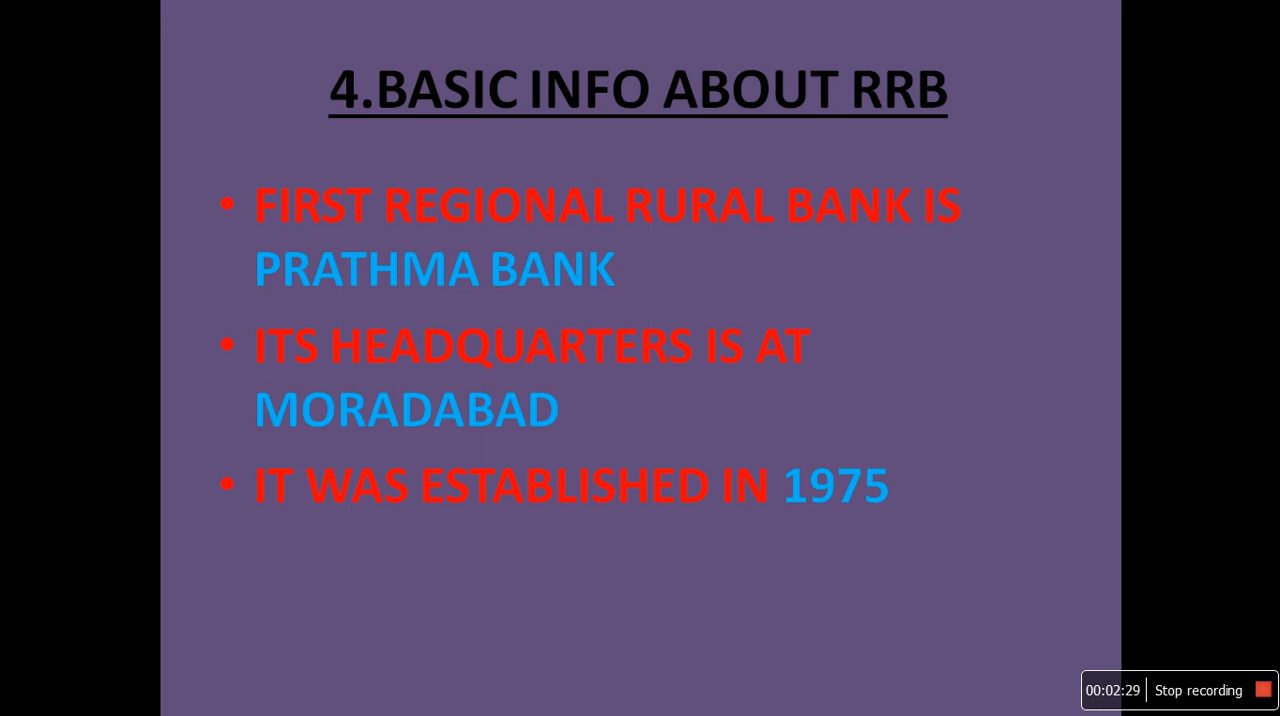 4.BASIC INFO ABOUT RRB
• FIRST REGIONAL RURAL BANK IS
PRATHMA BANK
• ITS HEADQUARTERS IS AT
MORADABAD
• IT WAS ESTABLISHED IN 1975
00:02:29 Stop recording